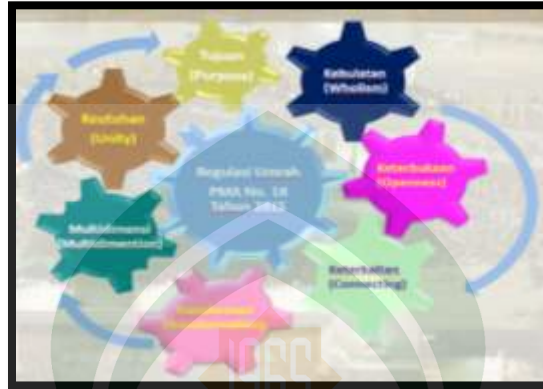 Tujuan
(Purpose)
Kebulatan
(Wholism)
Keterbukaan
(Openness)
Keterkaitan
(Connecting)
Multidimensi
(Multidimention)
Keutuhan
(Unity)
Regulasi Umrah
PMA No. 18
Tahun 2015
1965